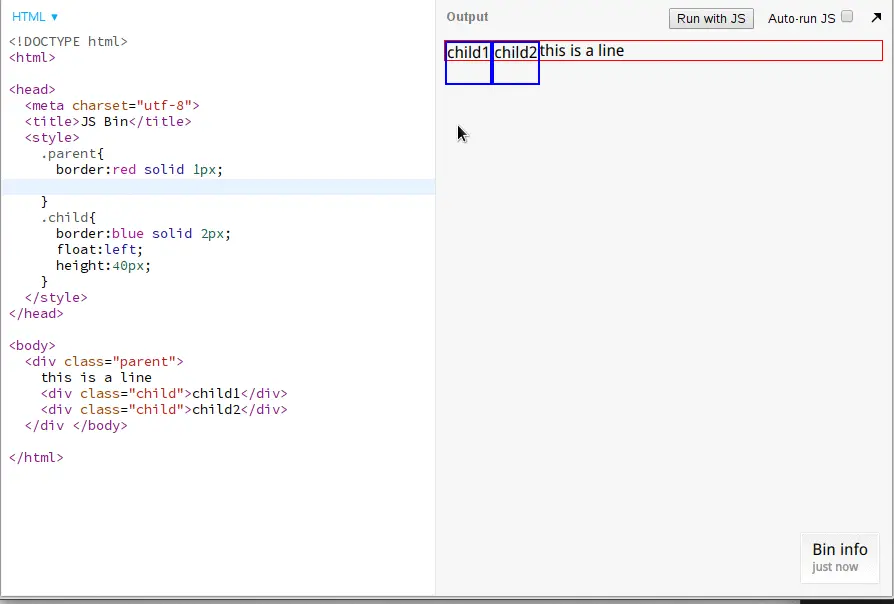 HTML ▾
<!DOCTYPE html>
<html>
<head>
<meta charset="utf-8">
<title>JS Bin</title>
<style>
.parent{
border:red solid 1px;
}
.child{
border:blue solid 2px;
float:left;
height:40px;
}
</style>
</head>
<body>
<div class="parent">
this is a line
<div class="child">child1</div>
<div class="child">child2</div>
</div> </body>
</html>
Output
Run with JS
Auto-run JS
child1 child2 this is a line
Bin info
just now